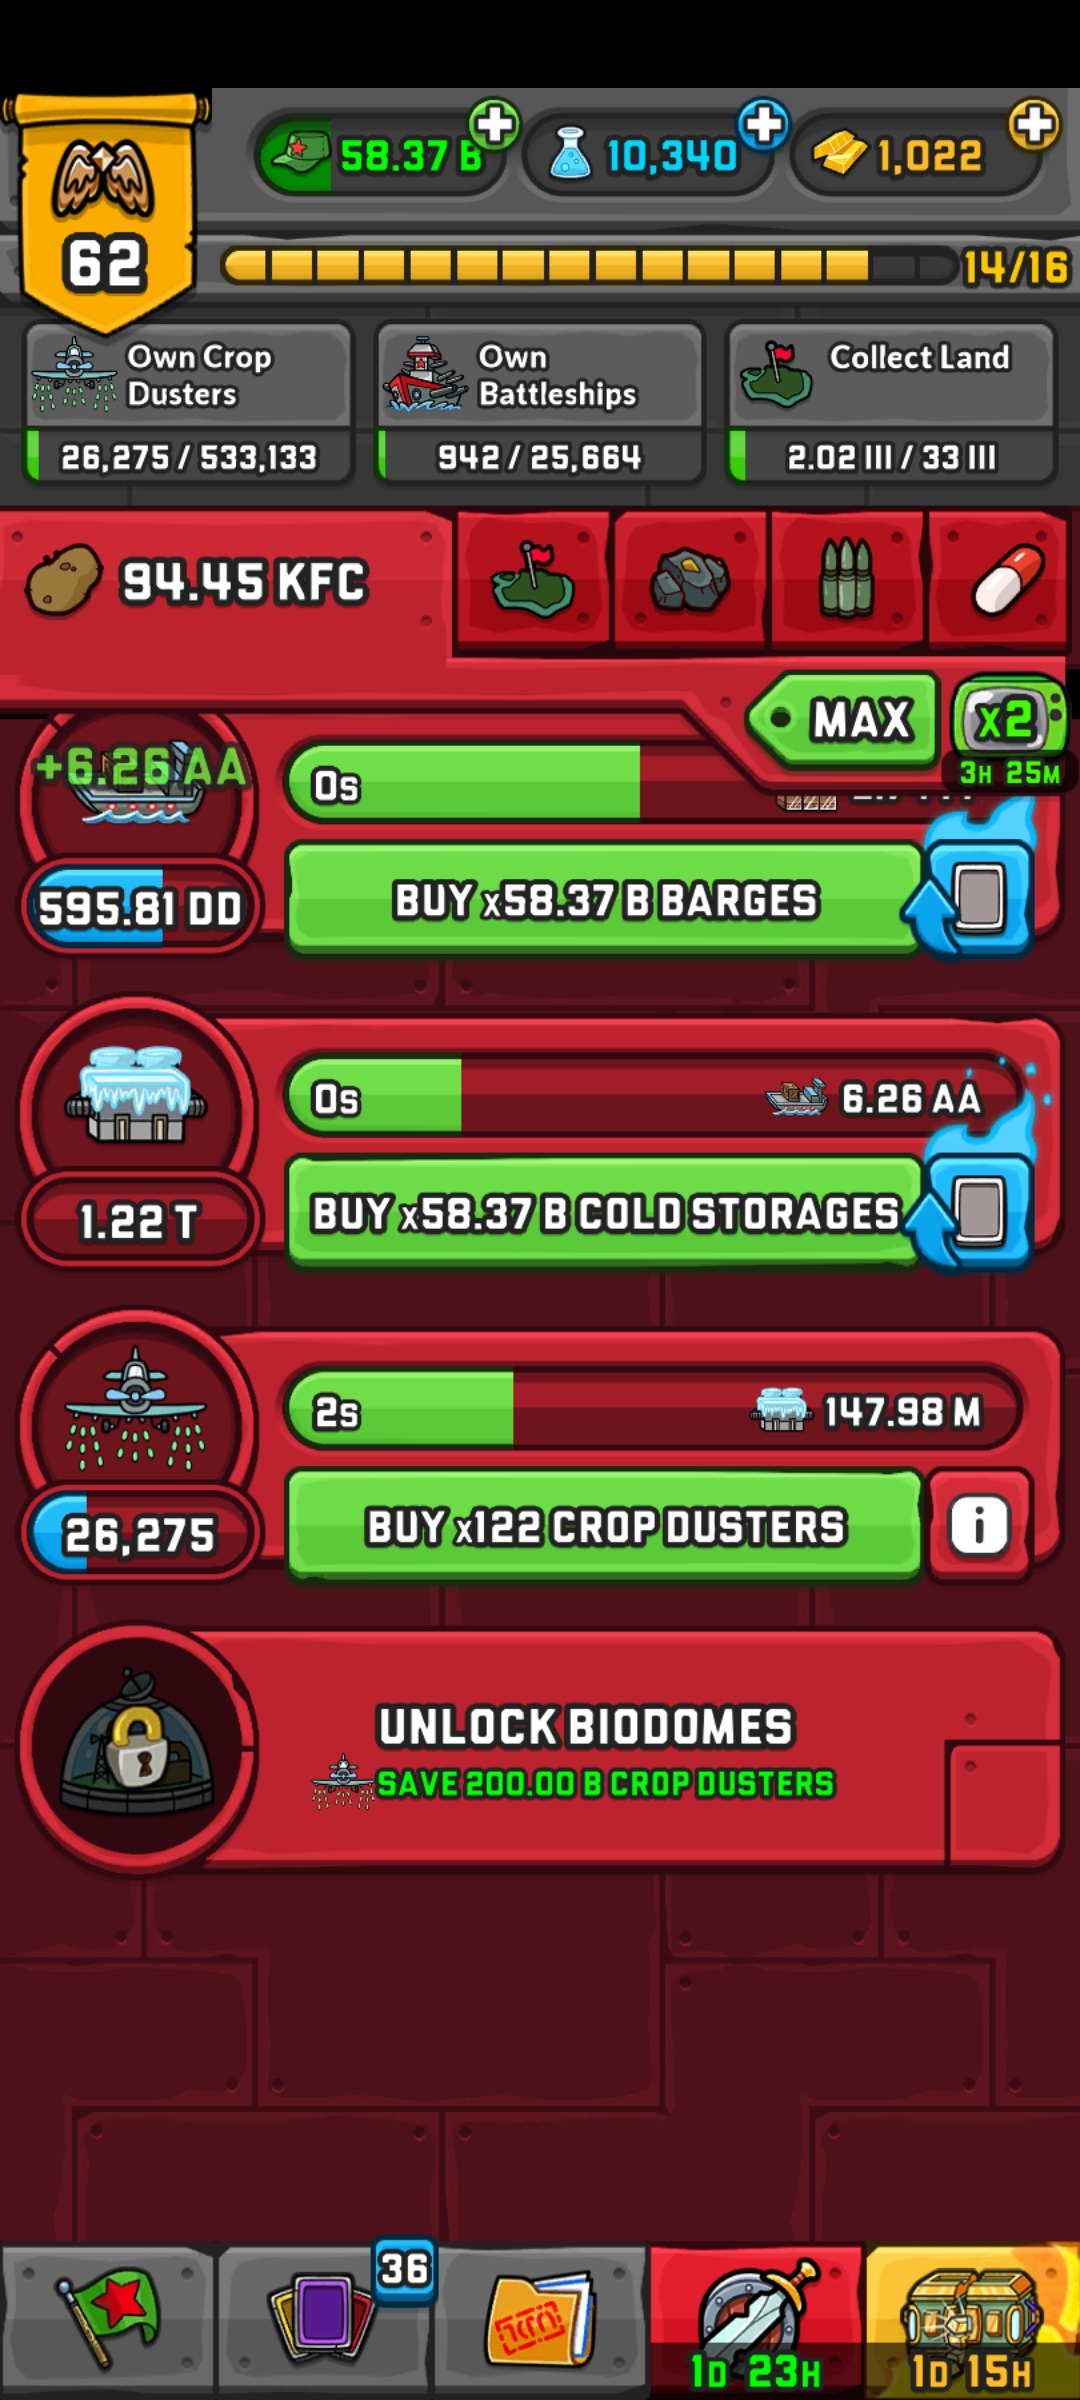 58.37 B
10,340
1,022
62
14/16
Own Crop
Dusters
26,275 / 533,133
Own
Battleships
942 / 25,664
Collect Land
2.02 III / 33 III
94.45 KFC
MAX
x2
3H 25M
+6.26 AA
0s
595.81 DD
BUY x58.37 B BARGES
0s
6.26 AA
1.22 T
BUY x58.37 B COLD STORAGES
2s
147.98 M
26,275
BUY x122 CROP DUSTERS
i
UNLOCK BIODOMES
SAVE 200.00 B CROP DUSTERS
36
1D 23H
1D 15H